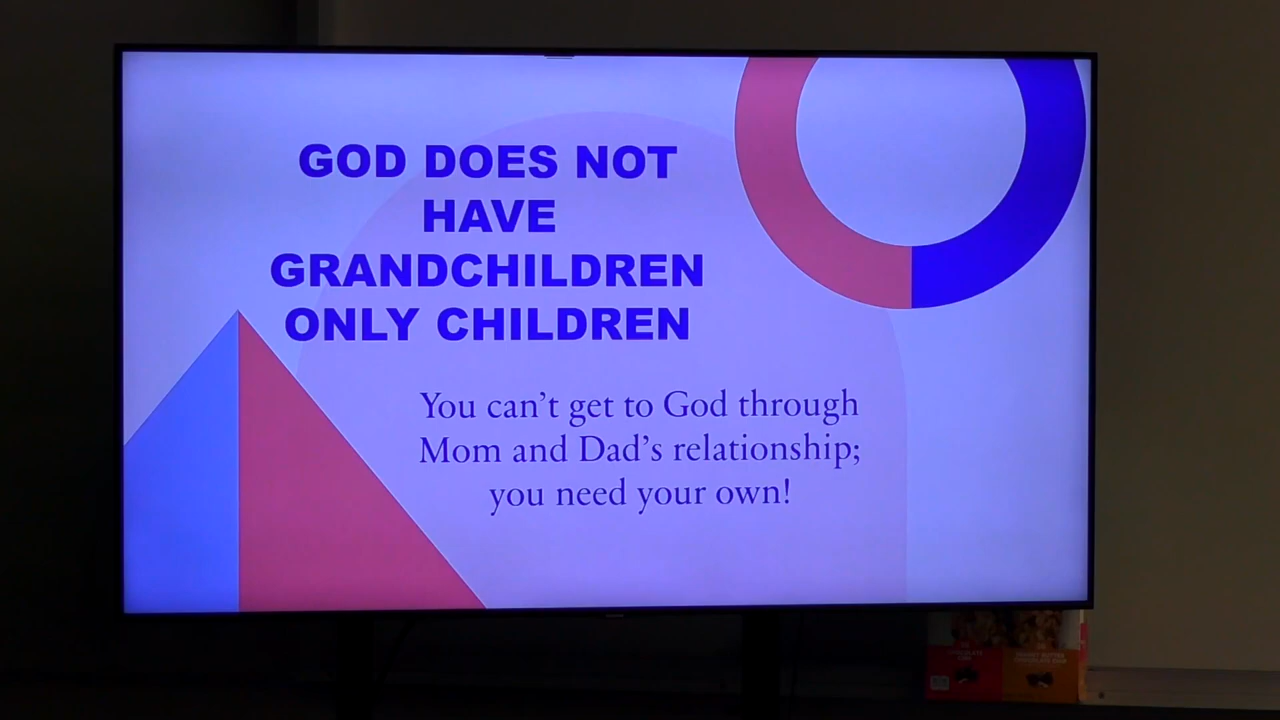 GOD DOES NOT
HAVE
GRANDCHILDREN
ONLY CHILDREN
You can't get to God through
Mom and Dad's relationship;
you need your own!